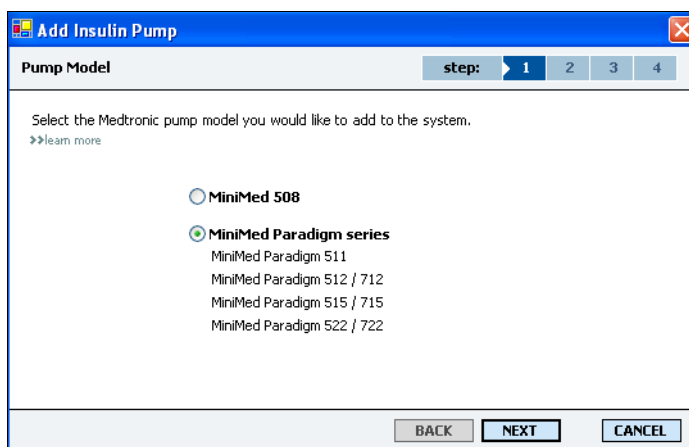 Add Insulin Pump
Pump Model
step: 1 2 3 4
Select the Medtronic pump model you would like to add to the system.
>>learn more
MiniMed 508
MiniMed Paradigm series
MiniMed Paradigm 511
MiniMed Paradigm 512 / 712
MiniMed Paradigm 515 / 715
MiniMed Paradigm 522 / 722
BACK NEXT CANCEL